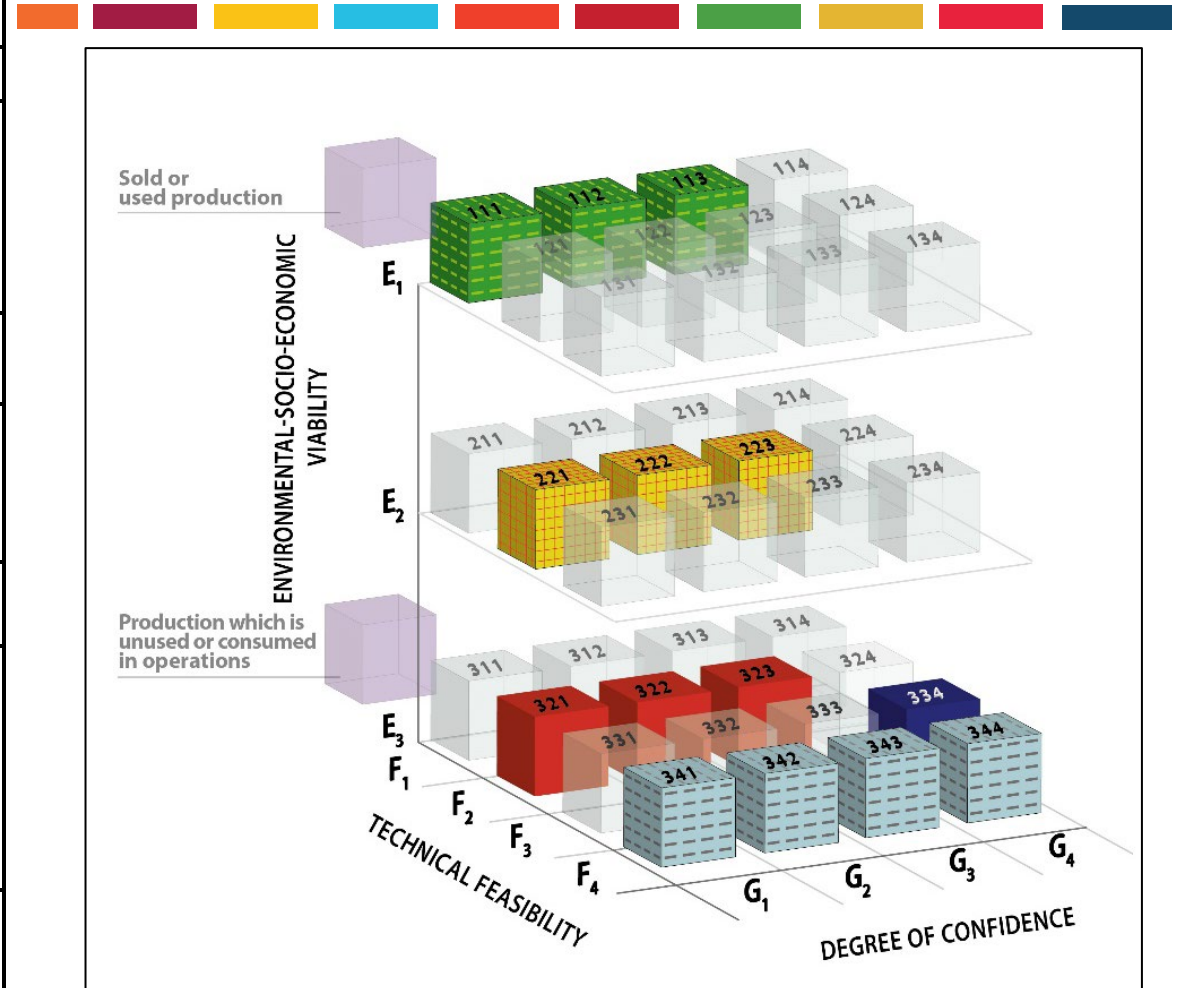 Sold or
used production
ENVIRONMENTAL-SOCIO-ECONOMIC
VIABILITY
E1
111
112
113
114
121
122
123
124
131
132
133
134
E2
211
212
213
214
221
222
223
224
231
232
233
234
Production which is
unused or consumed
in operations
E3
311
312
313
314
321
322
323
324
331
332
333
334
341
342
343
344
F1
F2
F3
F4
TECHNICAL FEASIBILITY
G1
G2
G3
G4
DEGREE OF CONFIDENCE